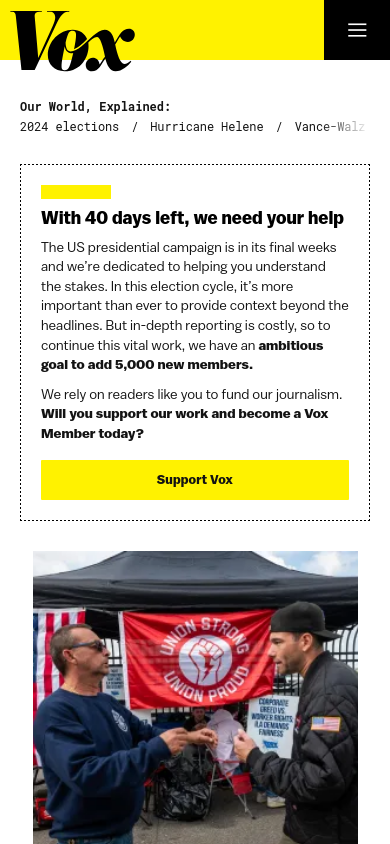 Vox
Our World, Explained:
2024 elections / Hurricane Helene / Vance-Walz
With 40 days left, we need your help
The US presidential campaign is in its final weeks
and we’re dedicated to helping you understand
the stakes. In this election cycle, it’s more
important than ever to provide context beyond the
headlines. But in-depth reporting is costly, so to
continue this vital work, we have an ambitious
goal to add 5,000 new members.
We rely on readers like you to fund our journalism.
Will you support our work and become a Vox
Member today?
Support Vox
UNION STRONG
UNION PROUD
CORPORATE
GREED VS.
WORKER RIGHTS:
ILA DEMANDS
FAIRNESS